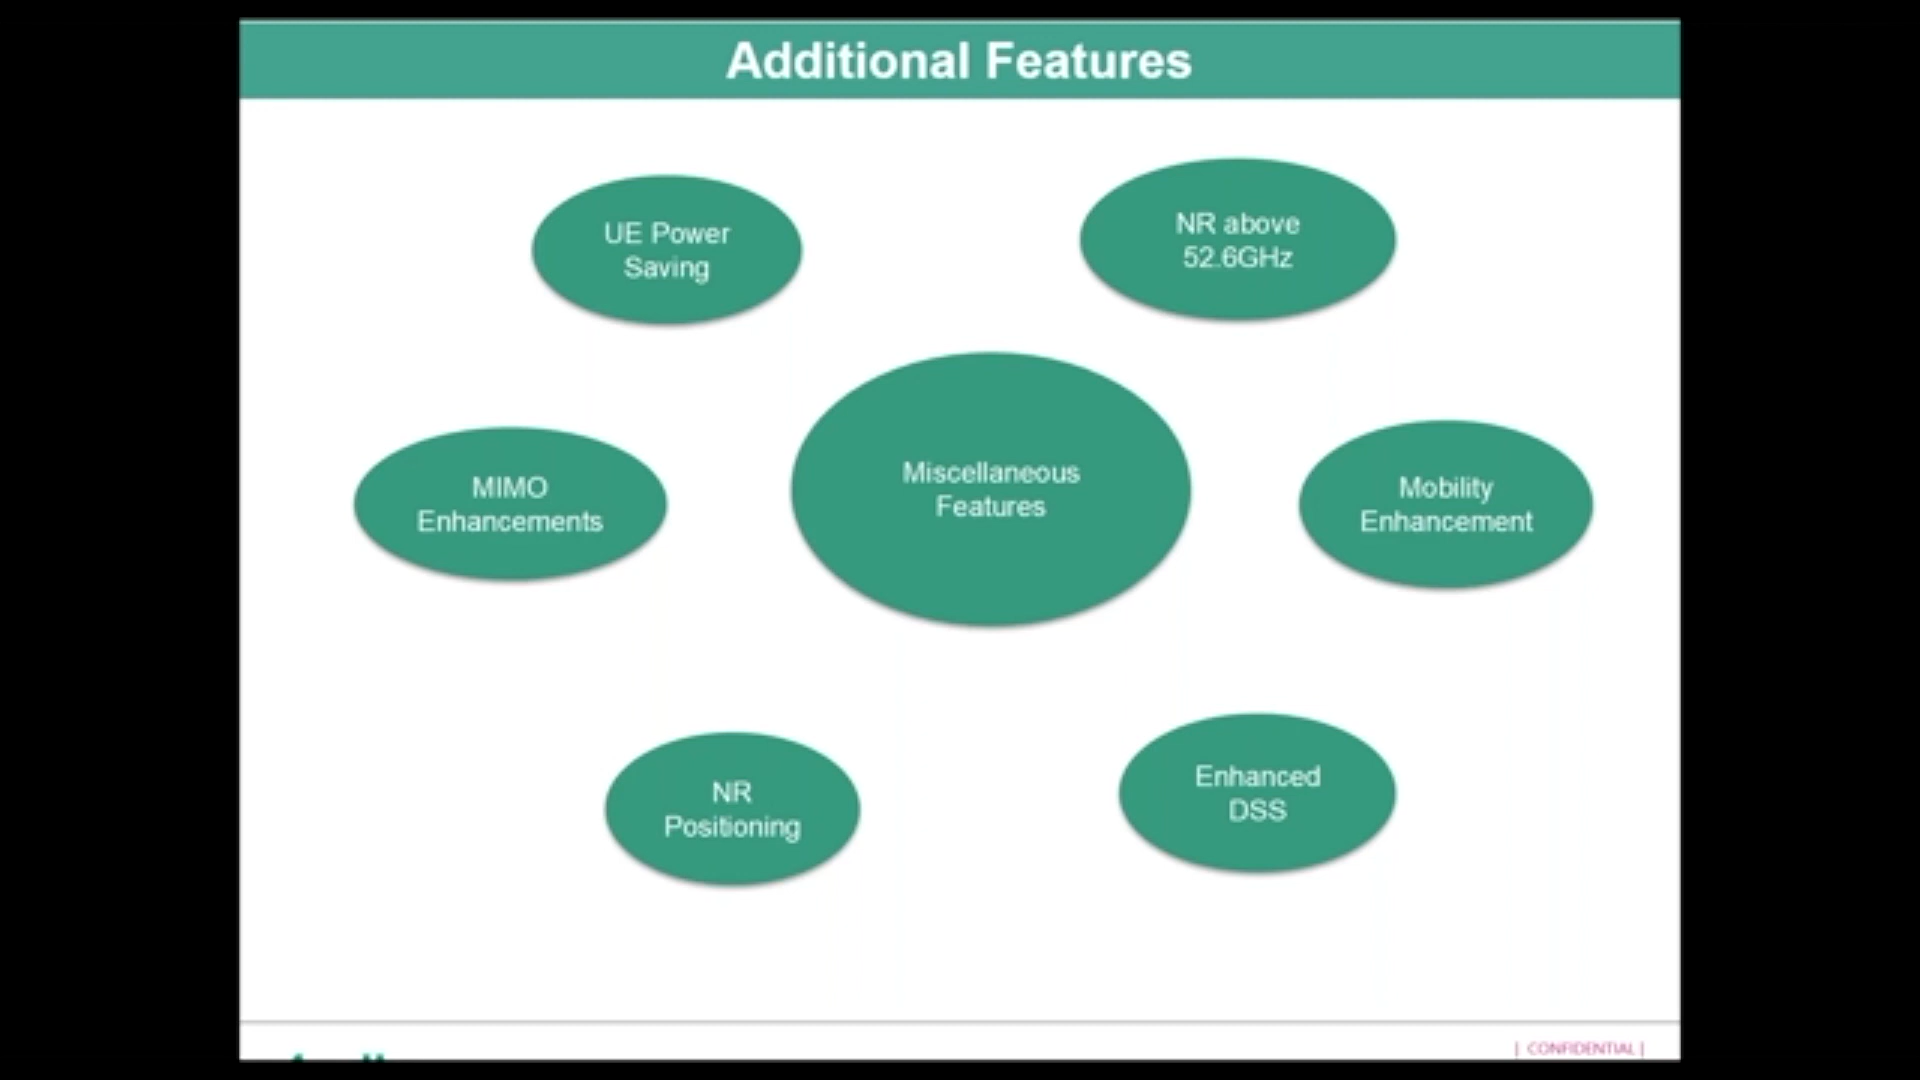 Additional Features
UE Power
Saving
NR above
52.6GHz
MIMO
Enhancements
Miscellaneous
Features
Mobility
Enhancement
NR
Positioning
Enhanced
DSS
| CONFIDENTIAL |